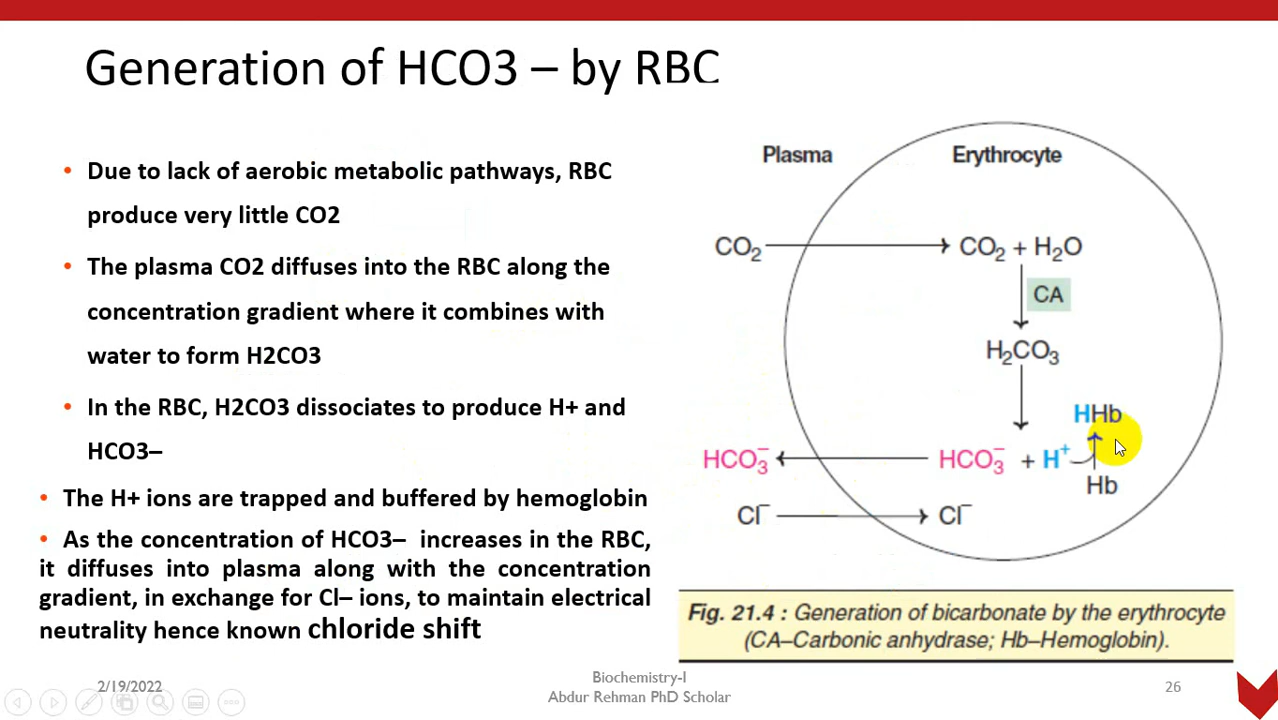 Generation of HCO3 – by RBC
• Due to lack of aerobic metabolic pathways, RBC
produce very little CO2
• The plasma CO2 diffuses into the RBC along the
concentration gradient where it combines with
water to form H2CO3
• In the RBC, H2CO3 dissociates to produce H+ and
HCO3–
• The H+ ions are trapped and buffered by hemoglobin
• As the concentration of HCO3– increases in the RBC,
it diffuses into plasma along with the concentration
gradient, in exchange for Cl– ions, to maintain electrical
neutrality hence known chloride shift
Plasma Erythrocyte
CO₂ CO₂ + H₂O
CA
H₂CO₃
HHb
HCO₃⁻ HCO₃⁻ + H⁺
Hb
Cl⁻ Cl⁻
Fig. 21.4 : Generation of bicarbonate by the erythrocyte
(CA–Carbonic anhydrase; Hb–Hemoglobin).
2/19/2022
Biochemistry-I
Abdur Rehman PhD Scholar
26